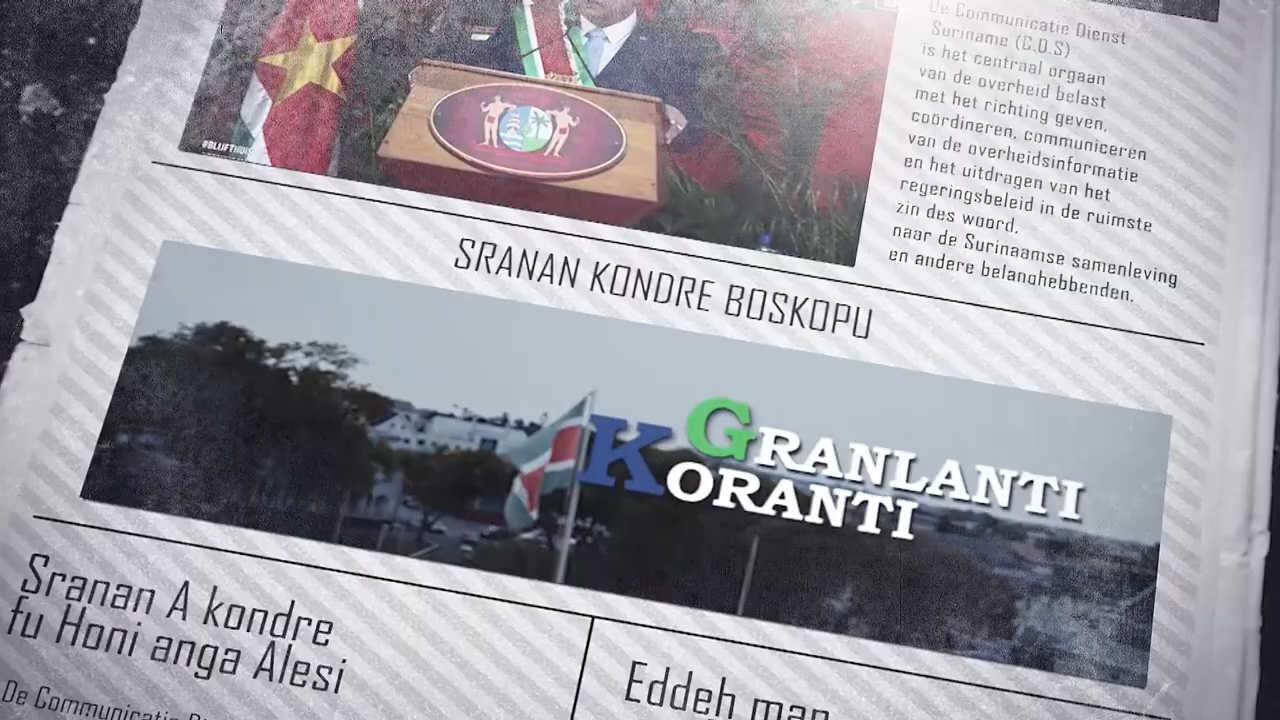 #BLIJFTHUIS
De Communicatie Dienst
Suriname (C.D.S)
is het centraal orgaan
van de overheid belast
met het richting geven,
coördineren, communiceren
van de overheidsinformatie
en het uitdragen van het
regeringsbeleid in de ruimste
zin des woord,
naar de Surinaamse samenleving
en andere belanghebbenden.
SRANAN KONDRE BOSKOPU
GRANLANTI
KORANTI
Sranan A kondre
fu Honi anga Alesi
De Communicatie
Eddeh man